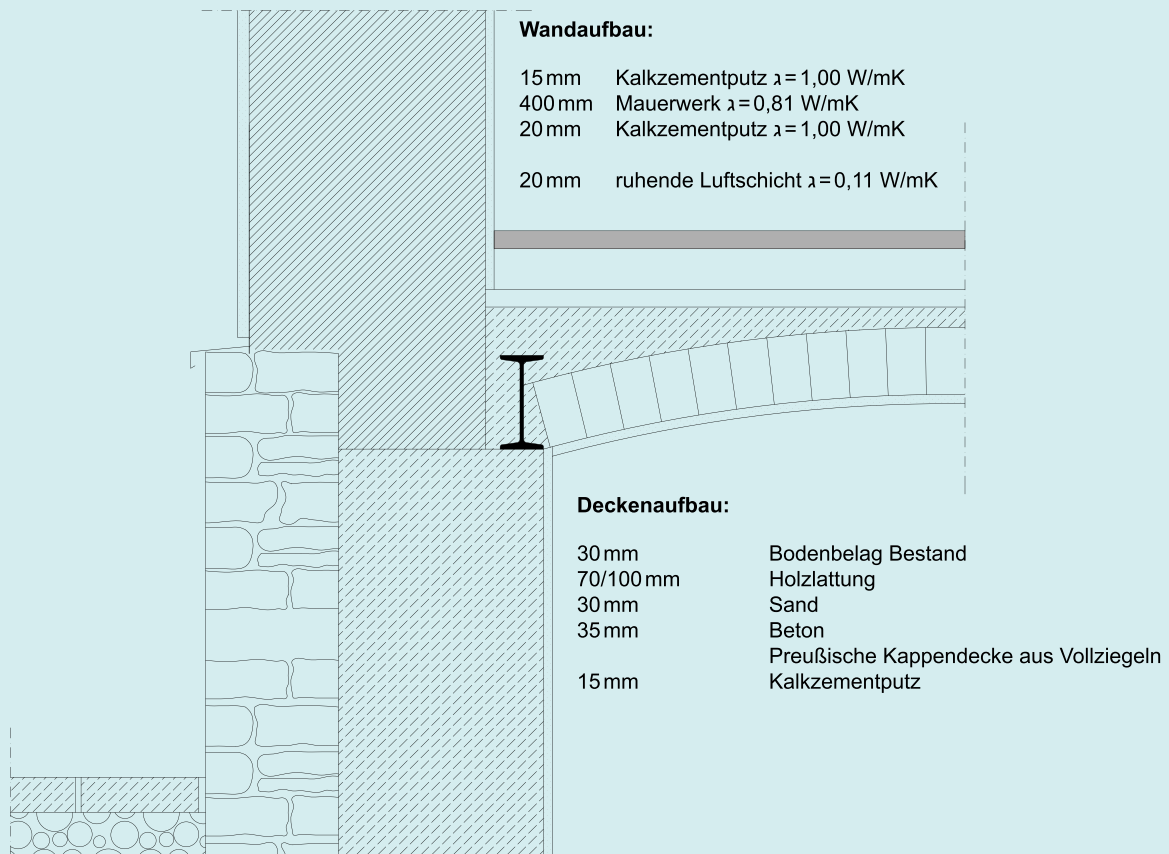 Wandaufbau:
15 mm Kalkzementputz ג = 1,00 W/mK
400 mm Mauerwerk ג = 0,81 W/mK
20 mm Kalkzementputz ג = 1,00 W/mK
20 mm ruhende Luftschicht ג = 0,11 W/mK
Deckenaufbau:
30 mm Bodenbelag Bestand
70/100 mm Holzlattung
30 mm Sand
35 mm Beton
Preußische Kappendecke aus Vollziegeln
15 mm Kalkzementputz